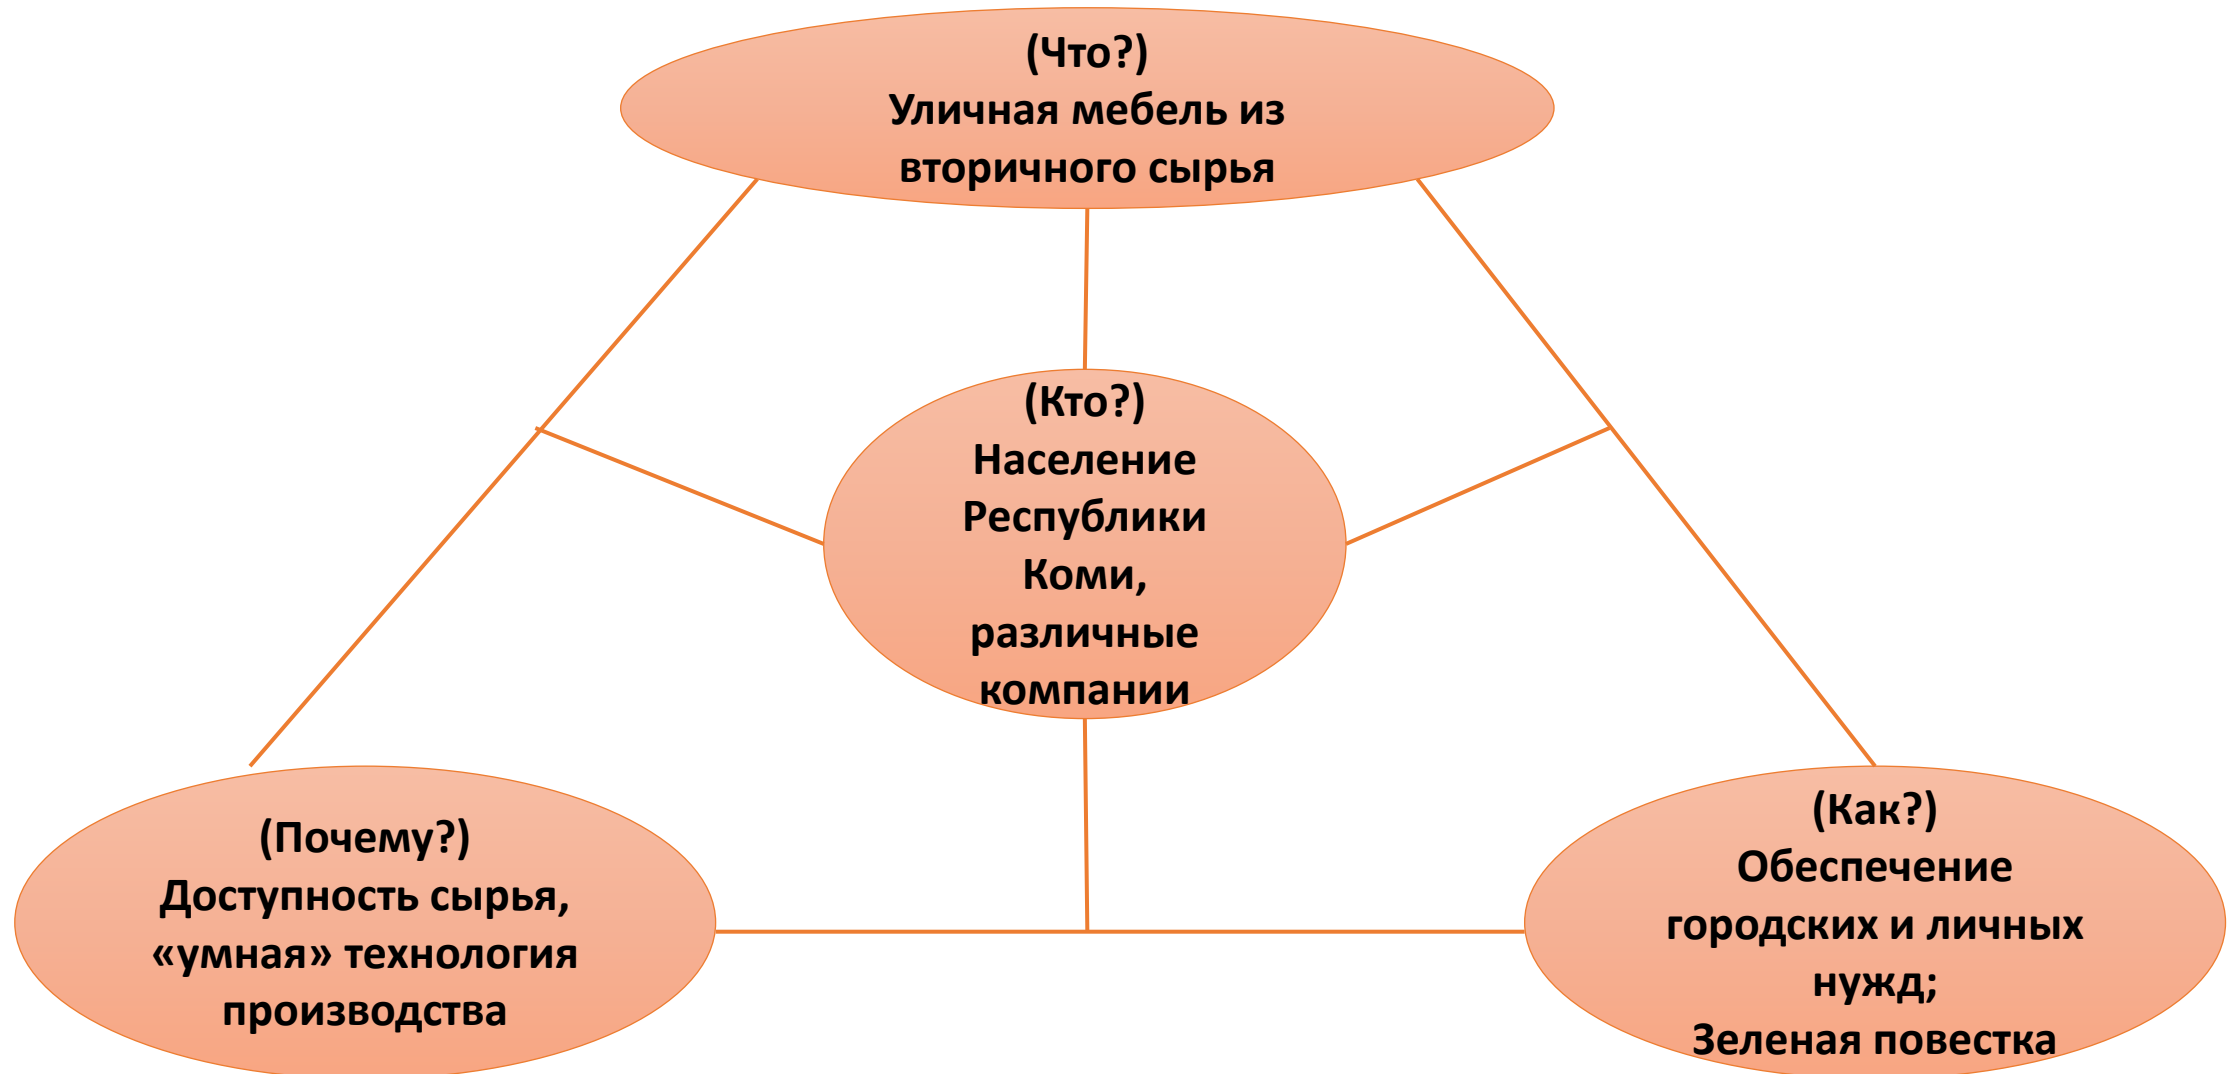 (Что?)
Уличная мебель из
вторичного сырья
(Кто?)
Население
Республики
Коми,
различные
компании
(Почему?)
Доступность сырья,
«умная» технология
производства
(Как?)
Обеспечение
городских и личных
нужд;
Зеленая повестка